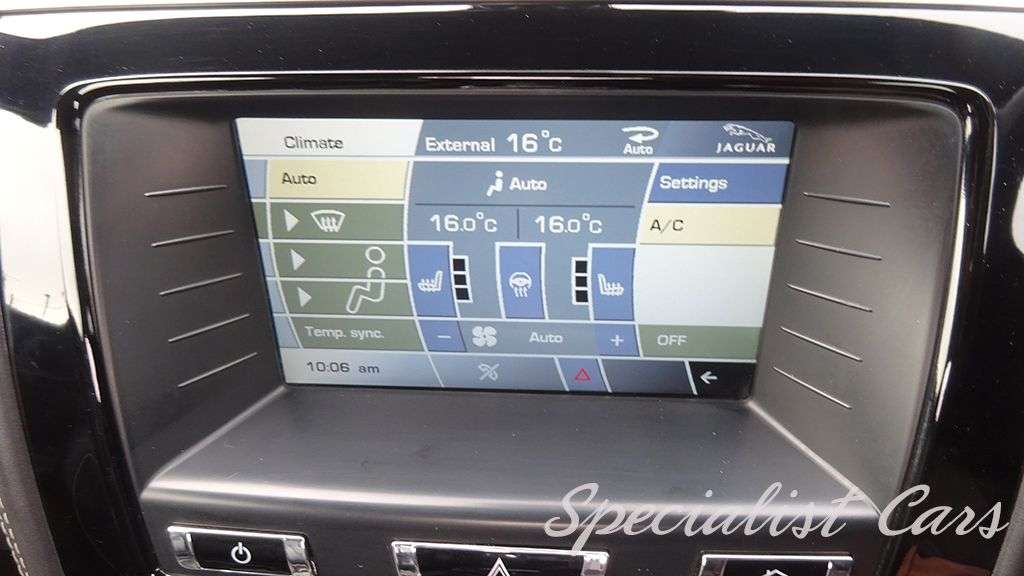 Climate External 16°C Auto JAGUAR
Auto Auto Settings
16.0°C 16.0°C A/C
Temp. sync. − Auto + OFF
10:06 am
Specialist Cars